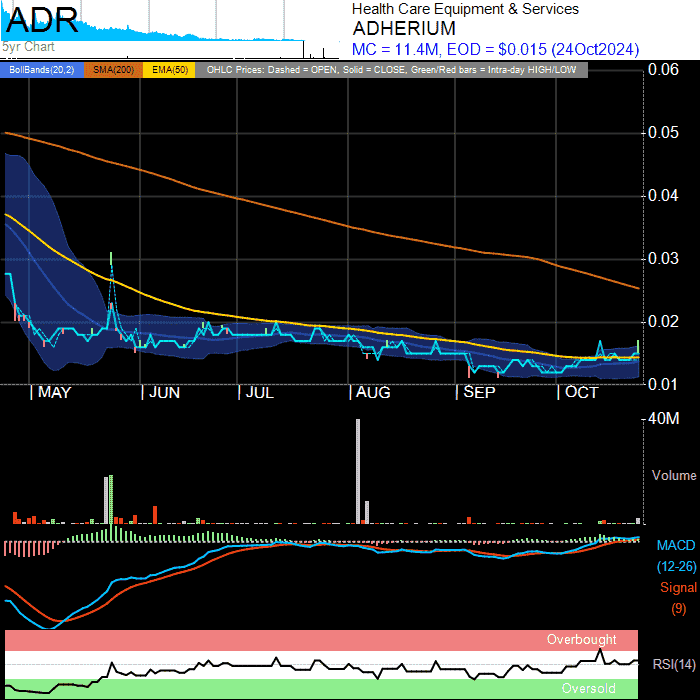 ADR
5yr Chart
Health Care Equipment & Services
ADHERIUM
MC = 11.4M, EOD = $0.015 (24Oct2024)
BollBands(20,2) SMA(200) EMA(50) OHLC Prices: Dashed = OPEN, Solid = CLOSE, Green/Red bars = Intra-day HIGH/LOW
0.06
0.05
0.04
0.03
0.02
0.01
| MAY | JUN | JUL | AUG | SEP | OCT
40M
Volume
MACD
(12-26)
Signal
(9)
Overbought
RSI(14)
Oversold